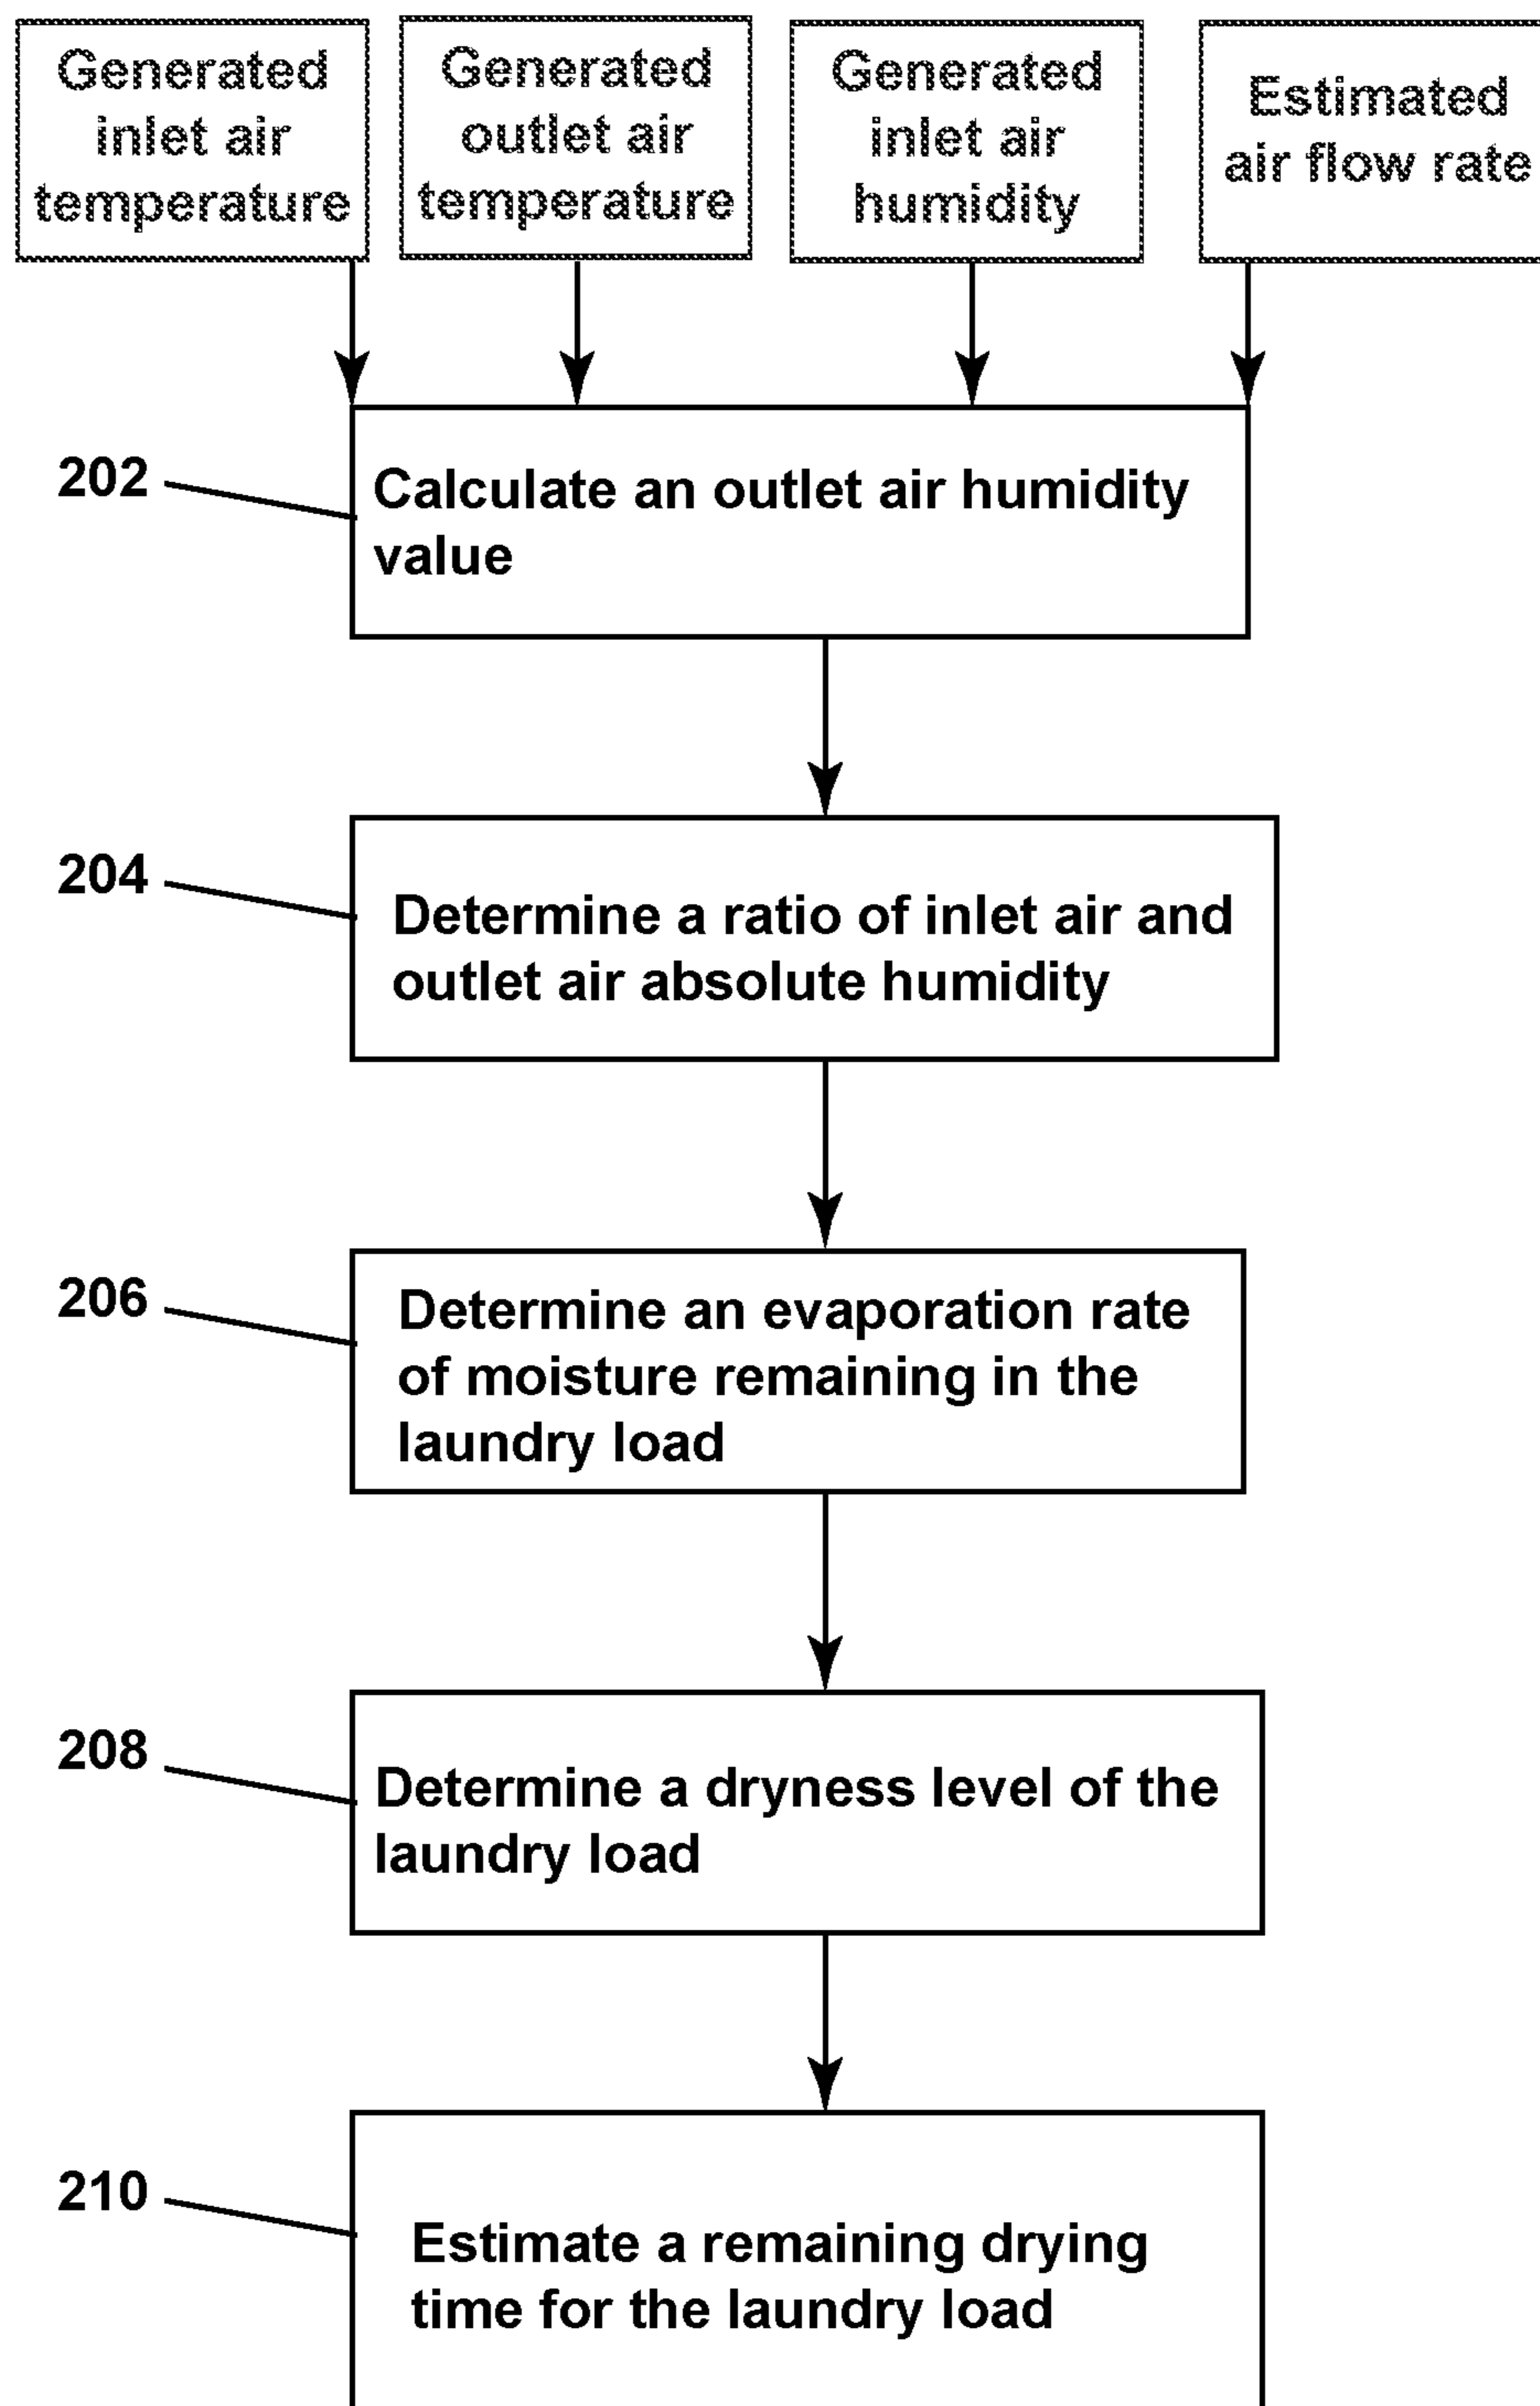 Generated
inlet air
temperature
Generated
outlet air
temperature
Generated
inlet air
humidity
Estimated
air flow rate
202
Calculate an outlet air humidity
value
204
Determine a ratio of inlet air and
outlet air absolute humidity
206
Determine an evaporation rate
of moisture remaining in the
laundry load
208
Determine a dryness level of the
laundry load
210
Estimate a remaining drying
time for the laundry load